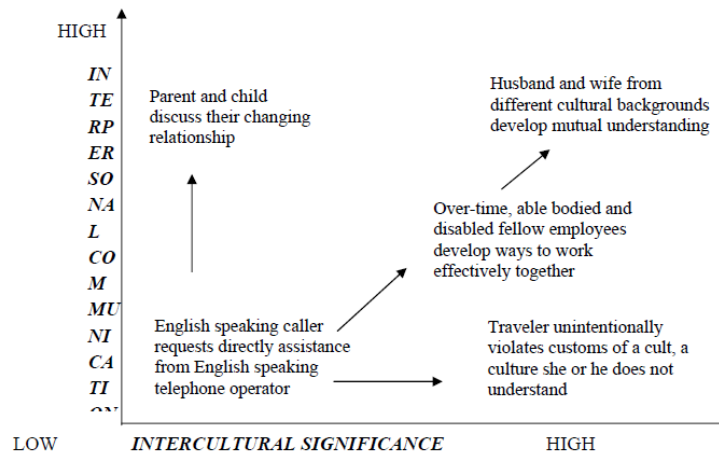 HIGH
IN
TE
RP
ER
SO
NA
L
CO
M
MU
NI
CA
TI
ON
Parent and child
discuss their changing
relationship
Husband and wife from
different cultural backgrounds
develop mutual understanding
Over-time, able bodied and
disabled fellow employees
develop ways to work
effectively together
English speaking caller
requests directly assistance
from English speaking
telephone operator
Traveler unintentionally
violates customs of a cult, a
culture she or he does not
understand
LOW
INTERCULTURAL SIGNIFICANCE
HIGH